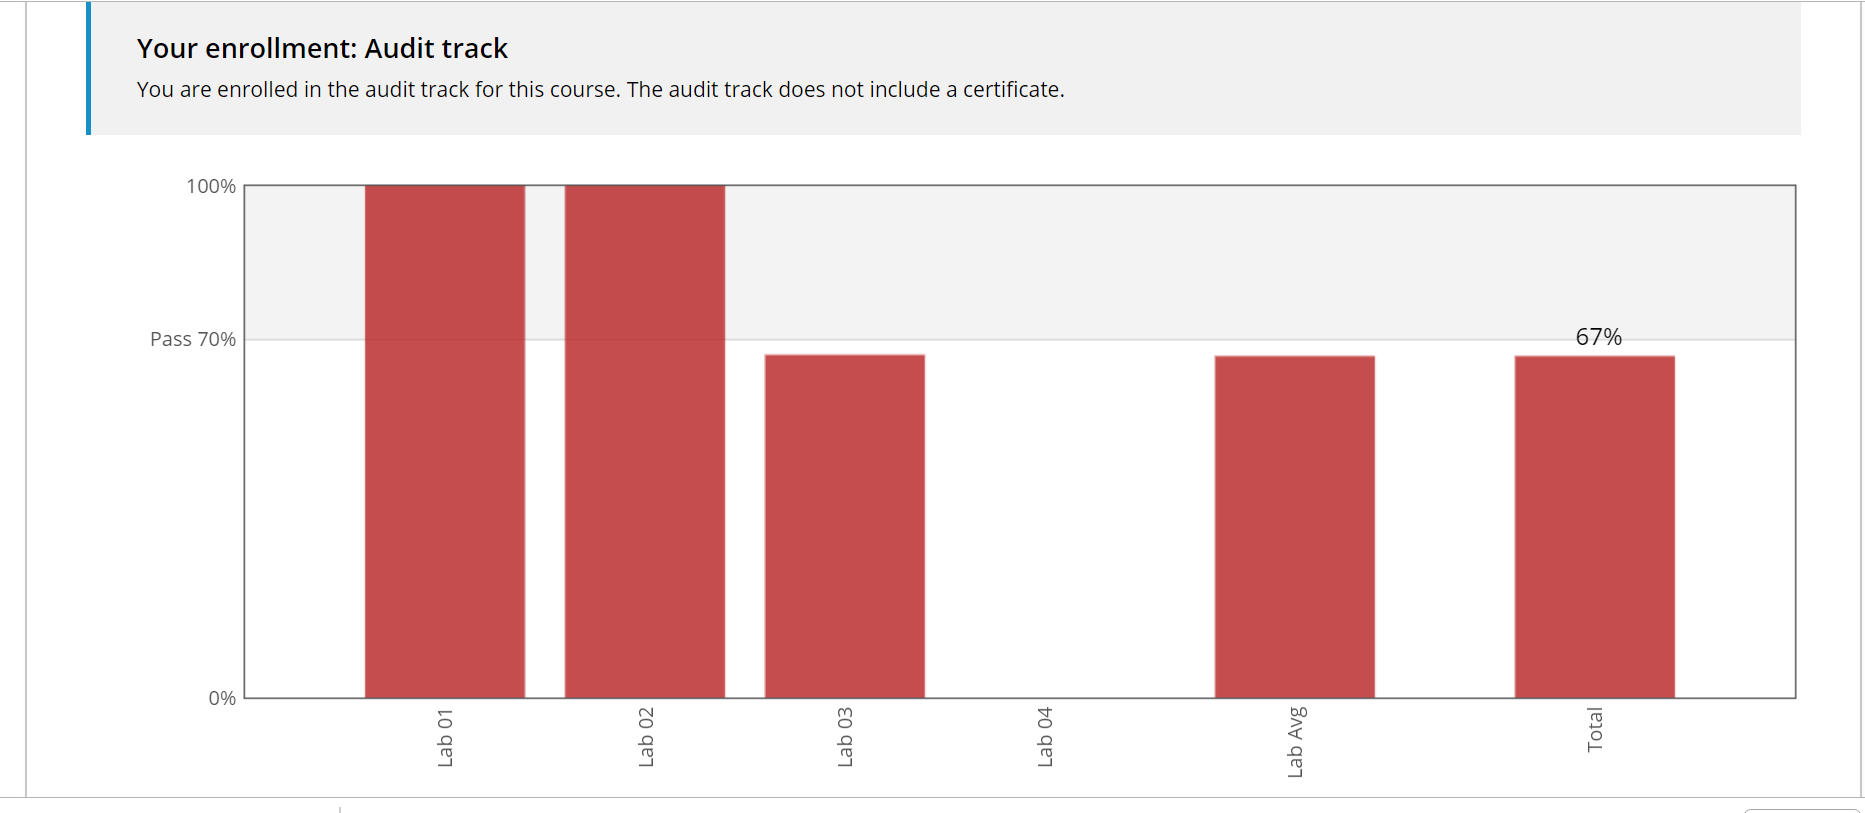 Your enrollment: Audit track
You are enrolled in the audit track for this course. The audit track does not include a certificate.
100%
Pass 70%
67%
0%
Lab 01
Lab 02
Lab 03
Lab 04
Lab Avg
Total